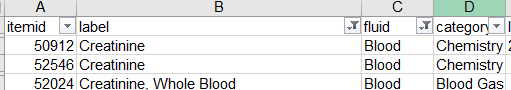 A B C D
itemid label fluid category
50912 Creatinine Blood Chemistry
52546 Creatinine Blood Chemistry
52024 Creatinine, Whole Blood Blood Blood Gas